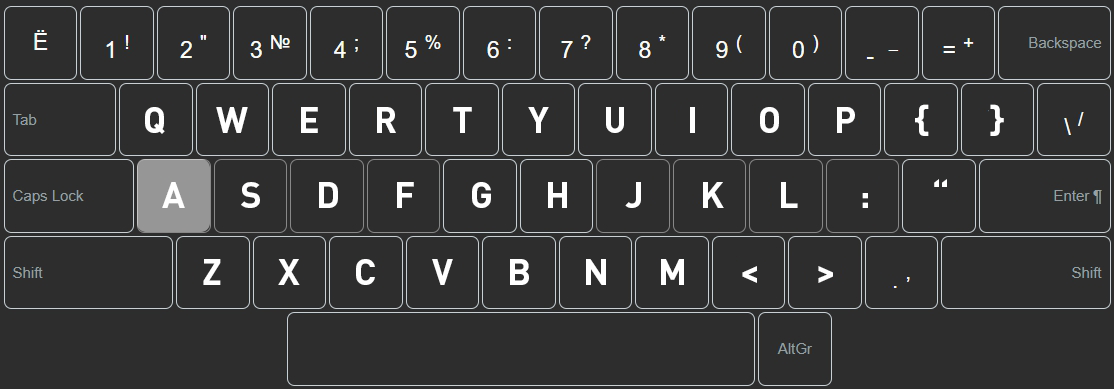 Ë 1 ! 2 " 3 № 4 ; 5 % 6 : 7 ? 8 * 9 ( 0 ) - _ = + Backspace
Tab Q W E R T Y U I O P { } \ /
Caps Lock A S D F G H J K L : “ Enter ¶
Shift Z X C V B N M < > . , Shift
AltGr